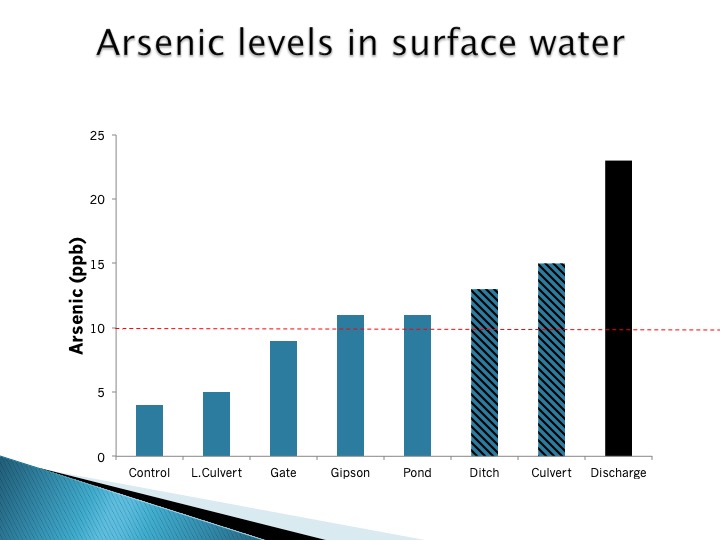 Arsenic levels in surface water
Arsenic (ppb)
25
20
15
10
5
0
Control L.Culvert Gate Gipson Pond Ditch Culvert Discharge